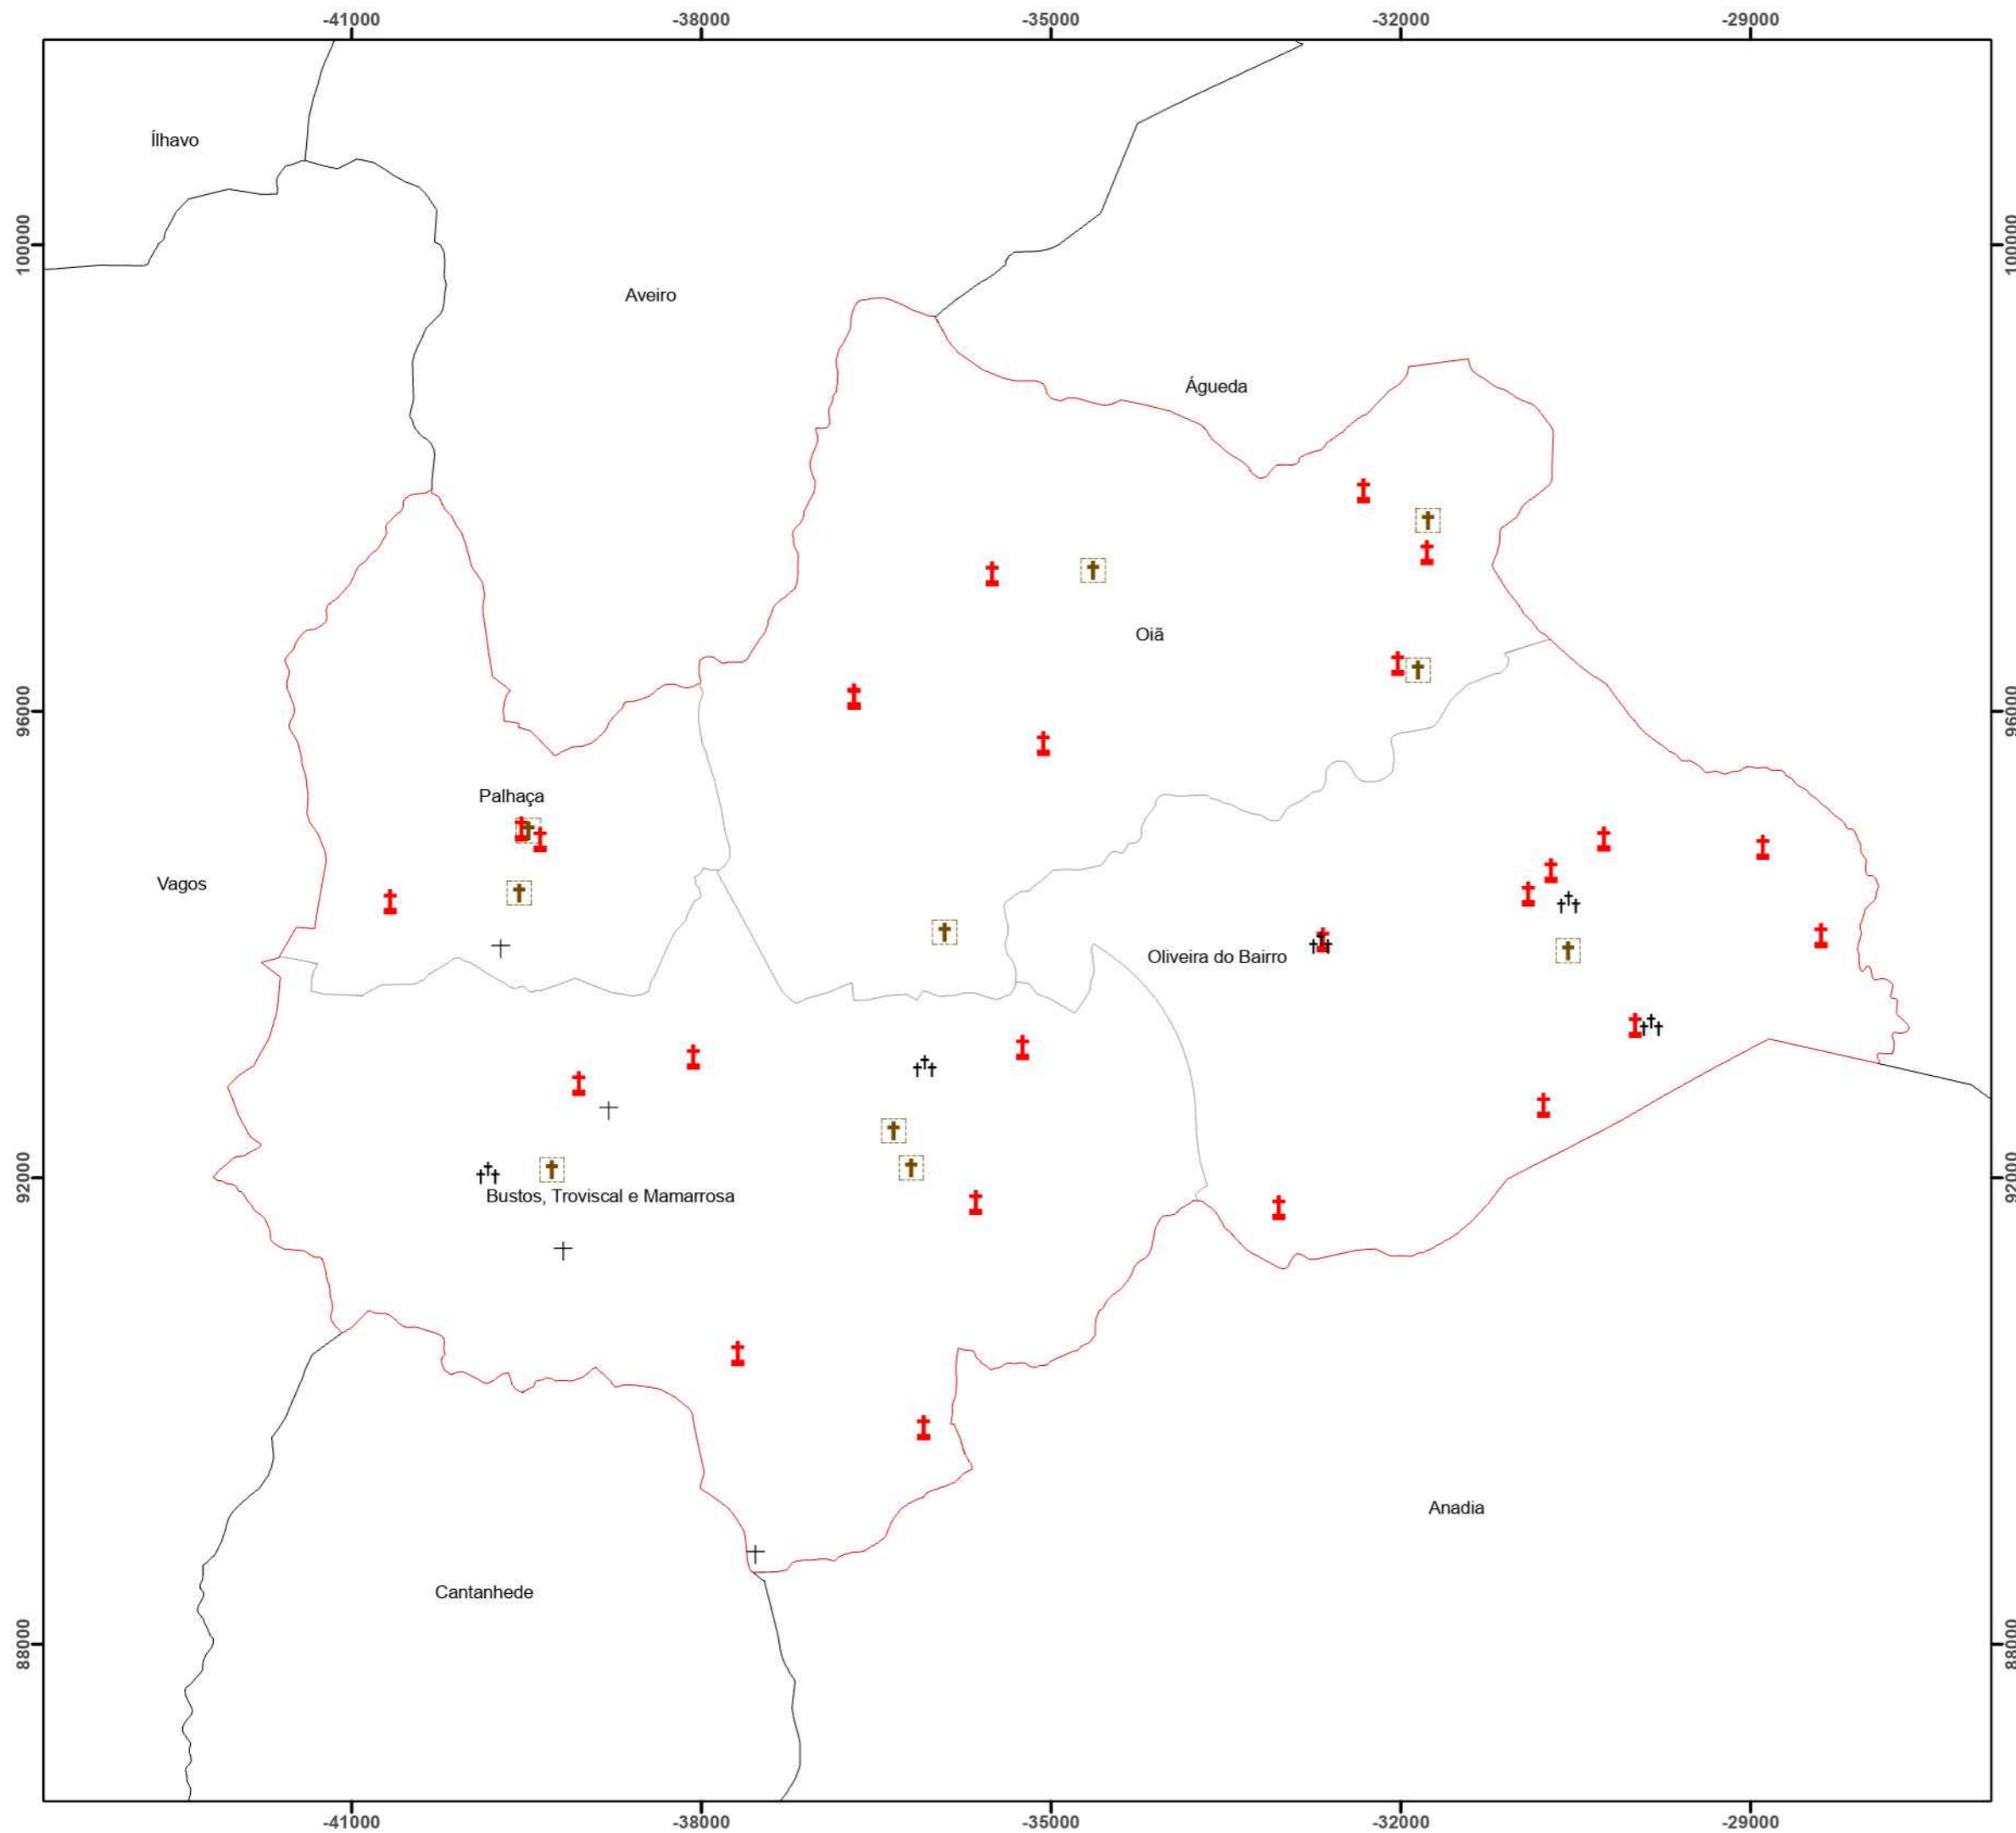 -41000 -38000 -35000 -32000 -29000
Ílhavo
100000 100000
Aveiro
Águeda
Oiã
96000 96000
Palhaça
Vagos
Oliveira do Bairro
92000 92000
Bustos, Troviscal e Mamarrosa
Anadia
Cantanhede
88000 88000
-41000 -38000 -35000 -32000 -29000